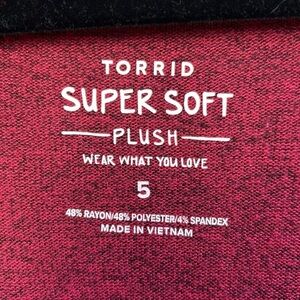 TORRID
SUPER SOFT
PLUSH
WEAR WHAT YOU LOVE
5
48% RAYON/48% POLYESTER/4% SPANDEX
MADE IN VIETNAM